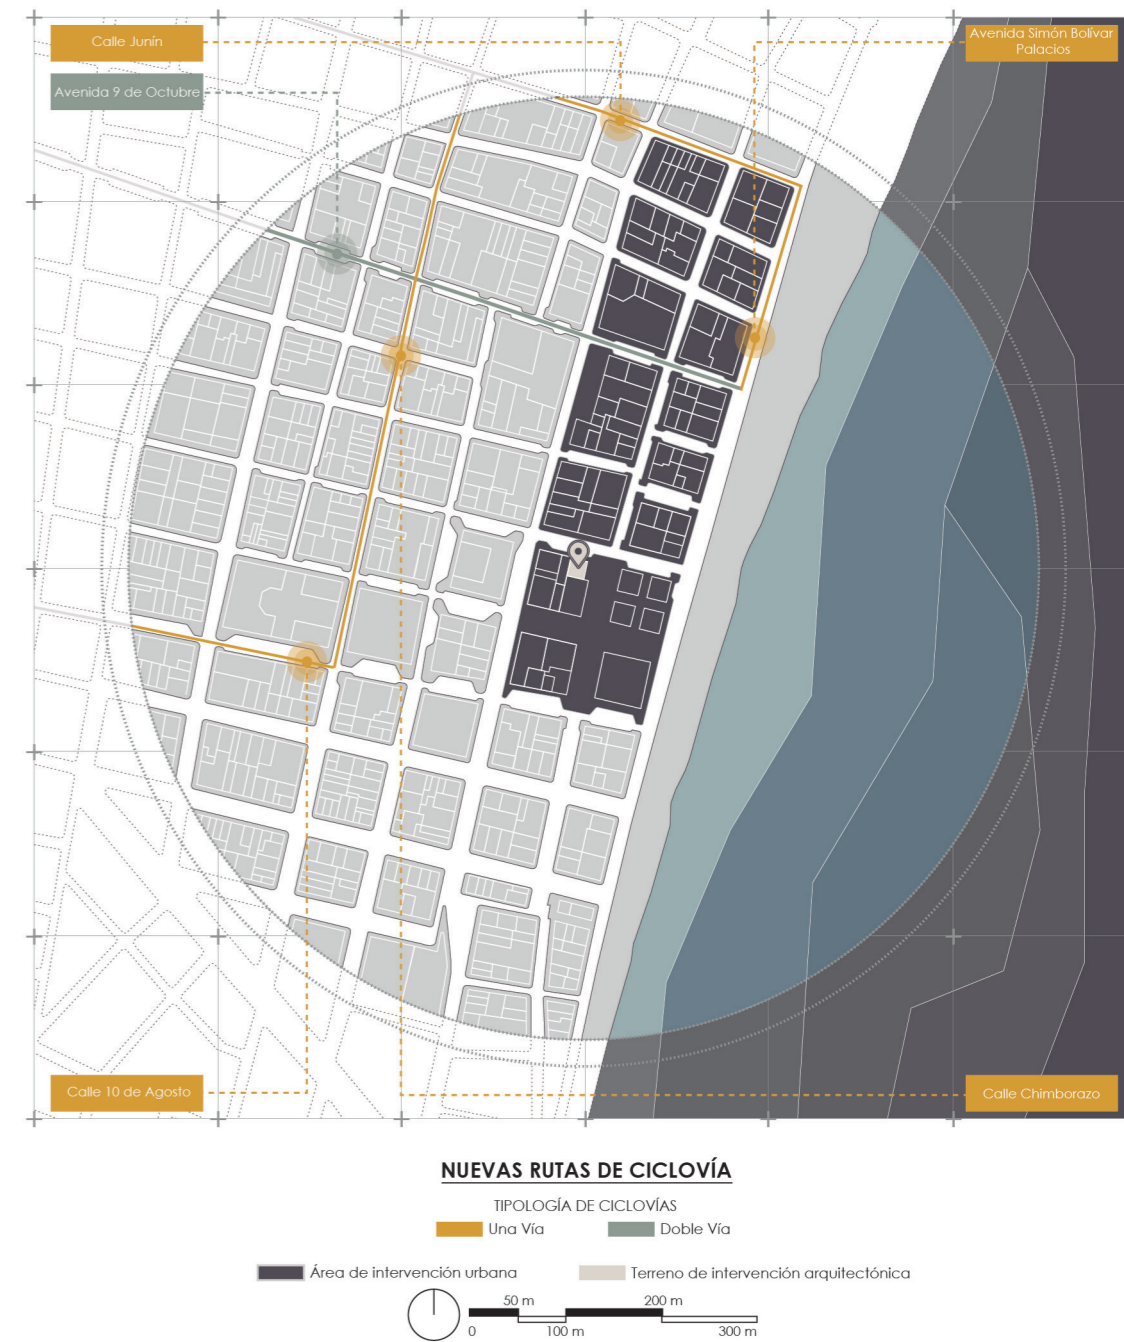 Calle Junín
Avenida Simón Bolívar
Palacios
Avenida 9 de Octubre
Calle 10 de Agosto
Calle Chimborazo
NUEVAS RUTAS DE CICLOVÍA
TIPOLOGÍA DE CICLOVÍAS
Una Vía
Doble Vía
Área de intervención urbana
Terreno de intervención arquitectónica
50 m
200 m
0
100 m
300 m